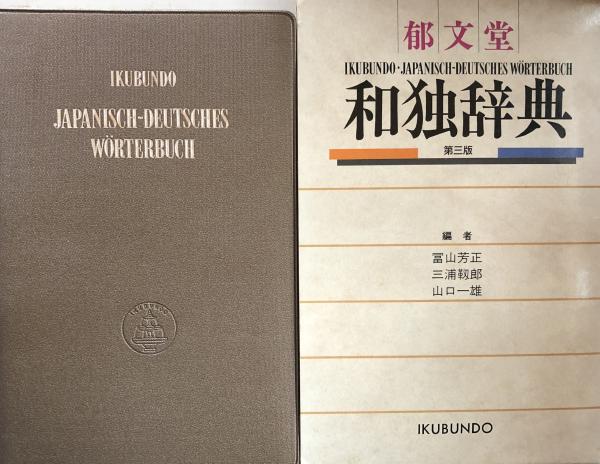 IKUBUNDO
JAPANISCH-DEUTSCHES
WÖRTERBUCH
IKUBUNDO
郁文堂
IKUBUNDO・JAPANISCH-DEUTSCHES WÖRTERBUCH
和独辞典
第三版
編者
冨山芳正
三浦靱郎
山口一雄
IKUBUNDO